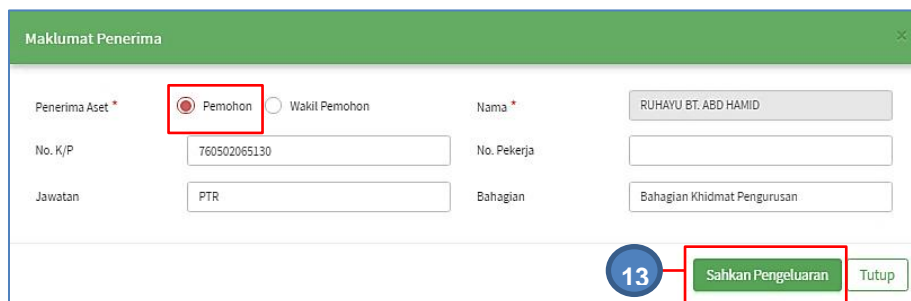 Maklumat Penerima ×
Penerima Aset * Pemohon Wakil Pemohon Nama * RUHAYU BT. ABD HAMID
No. K/P 760502065130 No. Pekerja
Jawatan PTR Bahagian Bahagian Khidmat Pengurusan
13 Sahkan Pengeluaran Tutup